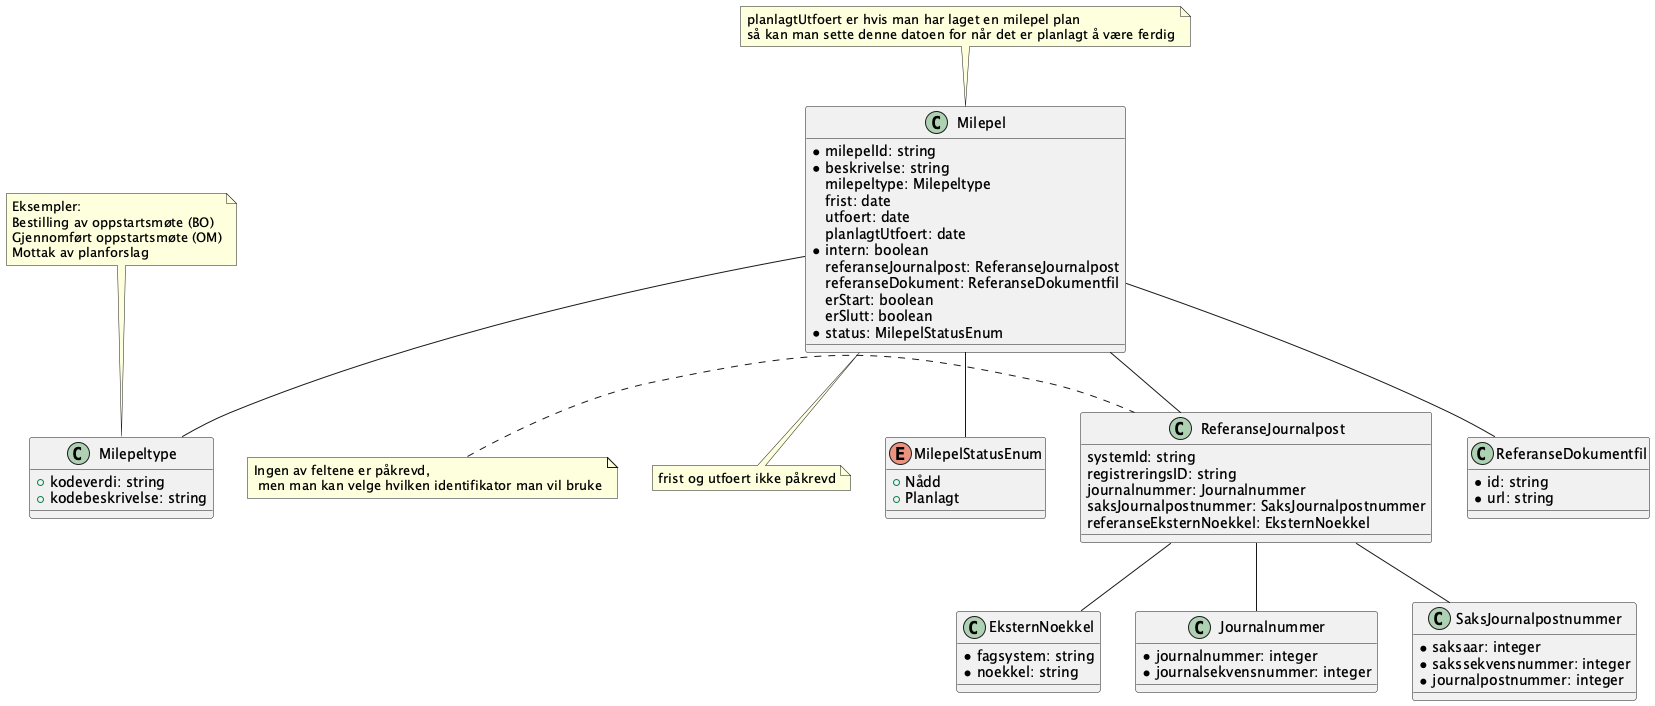 planlagtUtfoert er hvis man har laget en milepel plan
så kan man sette denne datoen for når det er planlagt å være ferdig
C Milepel
milepelId: string
beskrivelse: string
milepeltype: Milepeltype
frist: date
utfoert: date
planlagtUtfoert: date
intern: boolean
referanseJournalpost: ReferanseJournalpost
referanseDokument: ReferanseDokumentfil
erStart: boolean
erSlutt: boolean
status: MilepelStatusEnum
Eksempler:
Bestilling av oppstartsmøte (BO)
Gjennomført oppstartsmøte (OM)
Mottak av planforslag
C Milepeltype
kodeverdi: string
kodebeskrivelse: string
Ingen av feltene er påkrevd,
men man kan velge hvilken identifikator man vil bruke
frist og utfoert ikke påkrevd
E MilepelStatusEnum
Nådd
Planlagt
C ReferanseJournalpost
systemId: string
registreringsID: string
journalnummer: Journalnummer
saksJournalpostnummer: SaksJournalpostnummer
referanseEksternNoekkel: EksternNoekkel
C ReferanseDokumentfil
id: string
url: string
C EksternNoekkel
fagsystem: string
noekkel: string
C Journalnummer
journalnummer: integer
journalsekvensnummer: integer
C SaksJournalpostnummer
saksaar: integer
sakssekvensnummer: integer
journalpostnummer: integer